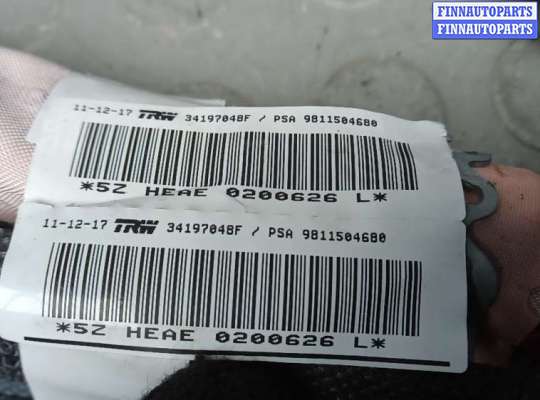 FINNAUTOPARTS
FINNAUTOPARTS
11-12-17 TRW 34197048F / PSA 9811504680
*5Z HEAE 0200626 L*
11-12-17 TRW 34197048F / PSA 9811504680
*5Z HEAE 0200626 L*